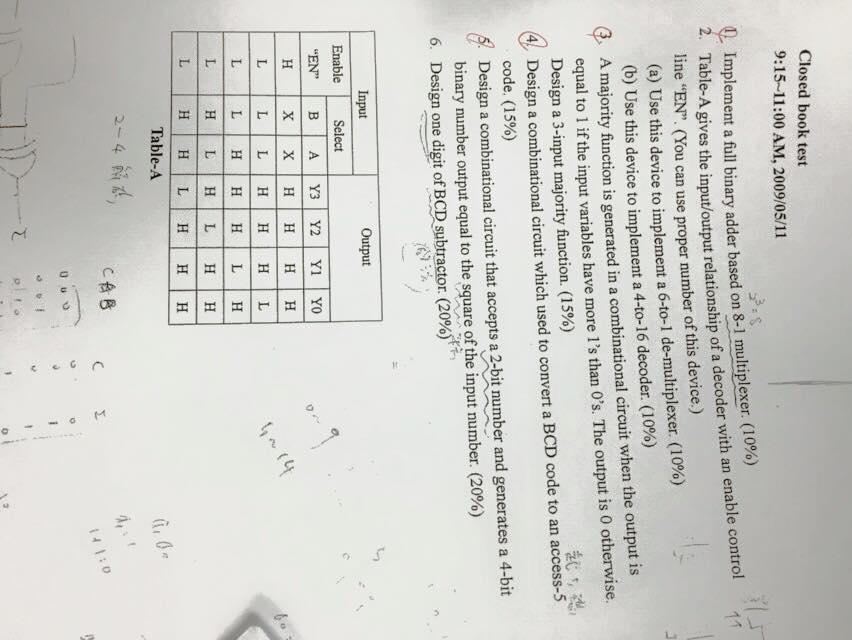 Closed book test
9:15~11:00 AM, 2009/05/11
2³=8
1. Implement a full binary adder based on 8-1 multiplexer. (10%)
2. Table-A gives the input/output relationship of a decoder with an enable control
line “EN”. (You can use proper number of this device.)
(a) Use this device to implement a 6-to-1 de-multiplexer. (10%)
(b) Use this device to implement a 4-to-16 decoder. (10%)
3. A majority function is generated in a combinational circuit when the output is
equal to 1 if the input variables have more 1’s than 0’s. The output is 0 otherwise.
Design a 3-input majority function. (15%)
4. Design a combinational circuit which used to convert a BCD code to an access-5
code. (15%)
5. Design a combinational circuit that accepts a 2-bit number and generates a 4-bit
binary number output equal to the square of the input number. (20%)
6. Design one digit of BCD subtractor. (20%)
Input Output
Enable Select
“EN” B A Y3 Y2 Y1 Y0
H X X H H H H
L L L H H H L
L L H H H L H
L H L H L H H
L H H L H H H
Table-A
0~9
2-4
C A B
C Σ
0 0 0
0 0 1
0 1 0
Σ